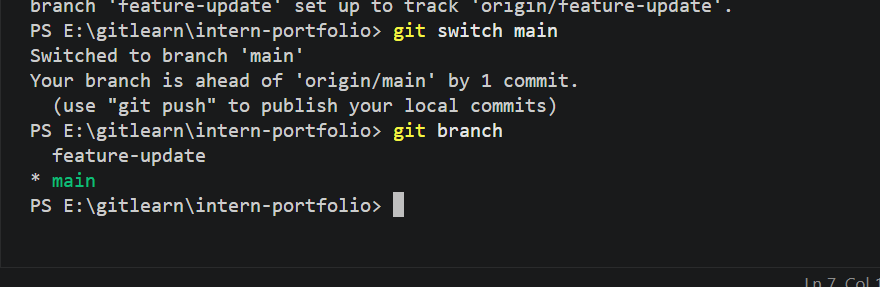 branch 'feature-update' set up to track 'origin/feature-update'.
PS E:\gitlearn\intern-portfolio> git switch main
Switched to branch 'main'
Your branch is ahead of 'origin/main' by 1 commit.
  (use "git push" to publish your local commits)
PS E:\gitlearn\intern-portfolio> git branch
  feature-update
* main
PS E:\gitlearn\intern-portfolio>
Ln 7, Col 1